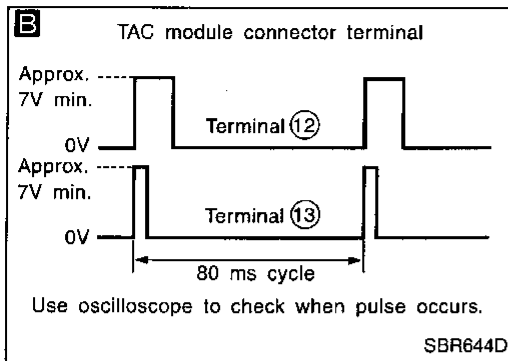 B
TAC module connector terminal
Approx.
7V min.
Terminal ⑫
0V
Approx.
7V min.
Terminal ⑬
0V
80 ms cycle
Use oscilloscope to check when pulse occurs.
SBR644D